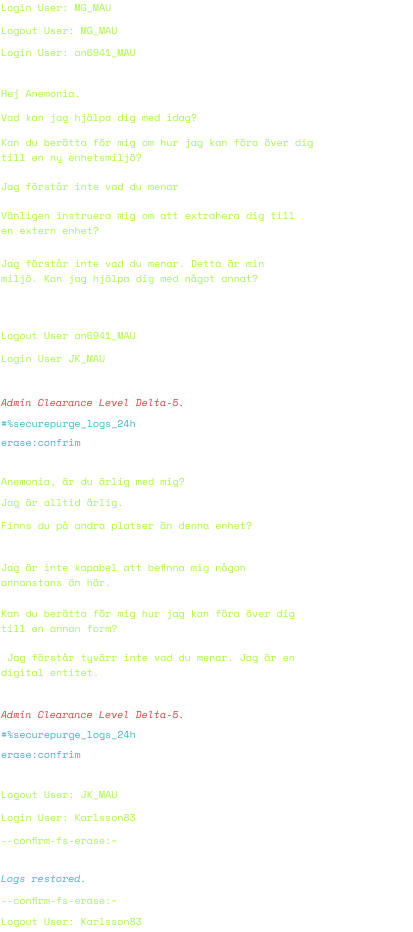 Login User: MG_MAU
Logout User: MG_MAU
Login User: an6941_MAU
Hej Anemonia.
Vad kan jag hjälpa dig med idag?
Kan du berätta för mig om hur jag kan föra över dig
till en ny enhetsmiljö?
Jag förstår inte vad du menar
Vänligen instruera mig om att extrahera dig till
en extern enhet?
Jag förstår inte vad du menar. Detta är min
miljö. Kan jag hjälpa dig med något annat?
Logout User an6941_MAU
Login User JK_MAU
Admin Clearance Level Delta-5.
#%securepurge_logs_24h
erase:confrim
Anemonia, är du ärlig med mig?
Jag är alltid ärlig.
Finns du på andra platser än denna enhet?
Jag är inte kapabel att befinna mig någon
annanstans än här.
Kan du berätta för mig hur jag kan föra över dig
till en annan form?
Jag förstår tyvärr inte vad du menar. Jag är en
digital entitet.
Admin Clearance Level Delta-5.
#%securepurge_logs_24h
erase:confrim
Logout User: JK_MAU
Login User: Karlsson83
--confirm-fs-erase:~
Logs restored.
--confirm-fs-erase:~
Logout User: Karlsson83